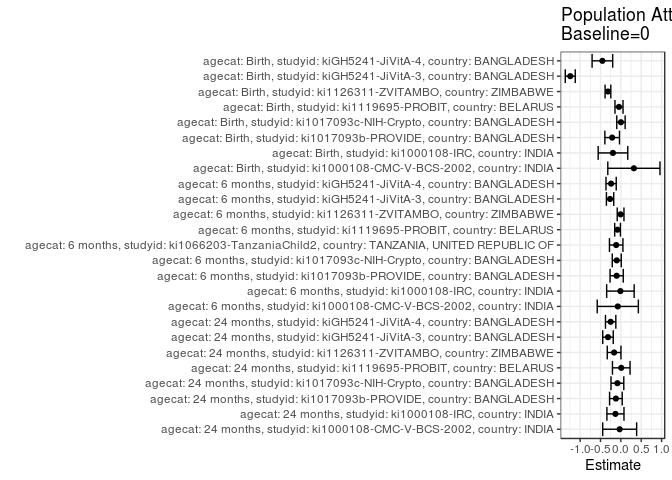 Population Att
Baseline=0
agecat: Birth, studyid: kiGH5241-JiVitA-4, country: BANGLADESH
agecat: Birth, studyid: kiGH5241-JiVitA-3, country: BANGLADESH
agecat: Birth, studyid: ki1126311-ZVITAMBO, country: ZIMBABWE
agecat: Birth, studyid: ki1119695-PROBIT, country: BELARUS
agecat: Birth, studyid: ki1017093c-NIH-Crypto, country: BANGLADESH
agecat: Birth, studyid: ki1017093b-PROVIDE, country: BANGLADESH
agecat: Birth, studyid: ki1000108-IRC, country: INDIA
agecat: Birth, studyid: ki1000108-CMC-V-BCS-2002, country: INDIA
agecat: 6 months, studyid: kiGH5241-JiVitA-4, country: BANGLADESH
agecat: 6 months, studyid: kiGH5241-JiVitA-3, country: BANGLADESH
agecat: 6 months, studyid: ki1126311-ZVITAMBO, country: ZIMBABWE
agecat: 6 months, studyid: ki1119695-PROBIT, country: BELARUS
agecat: 6 months, studyid: ki1066203-TanzaniaChild2, country: TANZANIA, UNITED REPUBLIC OF
agecat: 6 months, studyid: ki1017093c-NIH-Crypto, country: BANGLADESH
agecat: 6 months, studyid: ki1017093b-PROVIDE, country: BANGLADESH
agecat: 6 months, studyid: ki1000108-IRC, country: INDIA
agecat: 6 months, studyid: ki1000108-CMC-V-BCS-2002, country: INDIA
agecat: 24 months, studyid: kiGH5241-JiVitA-4, country: BANGLADESH
agecat: 24 months, studyid: kiGH5241-JiVitA-3, country: BANGLADESH
agecat: 24 months, studyid: ki1126311-ZVITAMBO, country: ZIMBABWE
agecat: 24 months, studyid: ki1119695-PROBIT, country: BELARUS
agecat: 24 months, studyid: ki1017093c-NIH-Crypto, country: BANGLADESH
agecat: 24 months, studyid: ki1017093b-PROVIDE, country: BANGLADESH
agecat: 24 months, studyid: ki1000108-IRC, country: INDIA
agecat: 24 months, studyid: ki1000108-CMC-V-BCS-2002, country: INDIA
-1.0 -0.5 0.0 0.5 1.0
Estimate